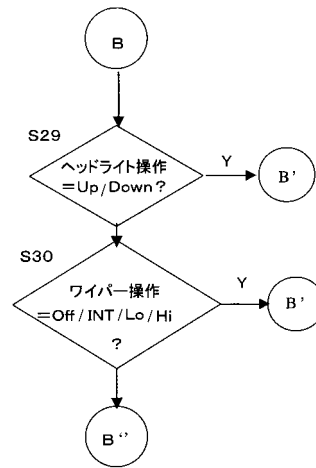 B
S29
ヘッドライト操作
=Up/Down?
Y
B'
S30
ワイパー操作
=Off/INT/Lo/Hi
?
Y
B'
B''